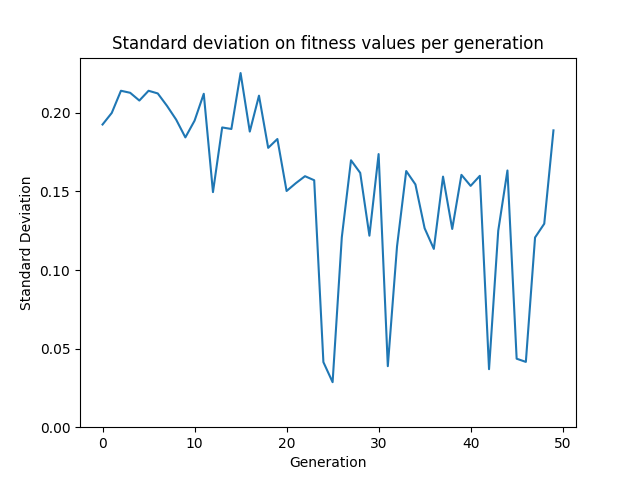 Standard deviation on fitness values per generation
0.20
0.15
0.10
0.05
0.00
Standard Deviation
0 10 20 30 40 50
Generation